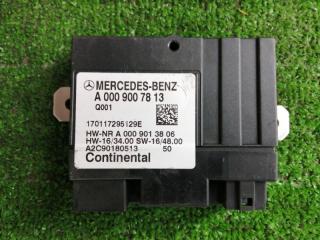 MERCEDES-BENZ
A 000 900 78 13
Q001
170117295129E
HW-NR A 000 901 38 06
HW-16/34.00 SW-16/48.00
A2C90180513 50
Continental